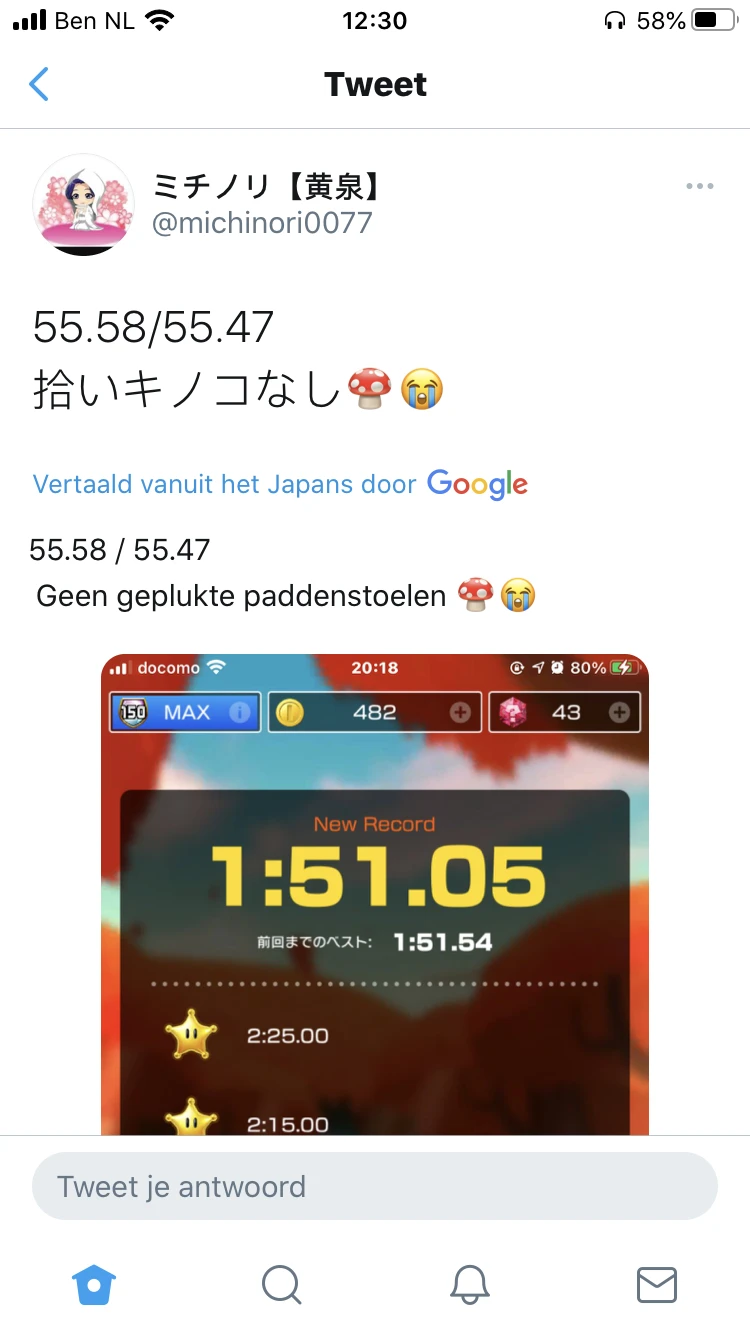 Ben NL 12:30 58%
Tweet
ミチノリ【黄泉】
@michinori0077
55.58/55.47
拾いキノコなし🍄😭
Vertaald vanuit het Japans door Google
55.58 / 55.47
Geen geplukte paddenstoelen 🍄😭
docomo 20:18 80%
150 MAX i 482 + 43 +
New Record
1:51.05
前回までのベスト: 1:51.54
2:25.00
2:15.00
Tweet je antwoord